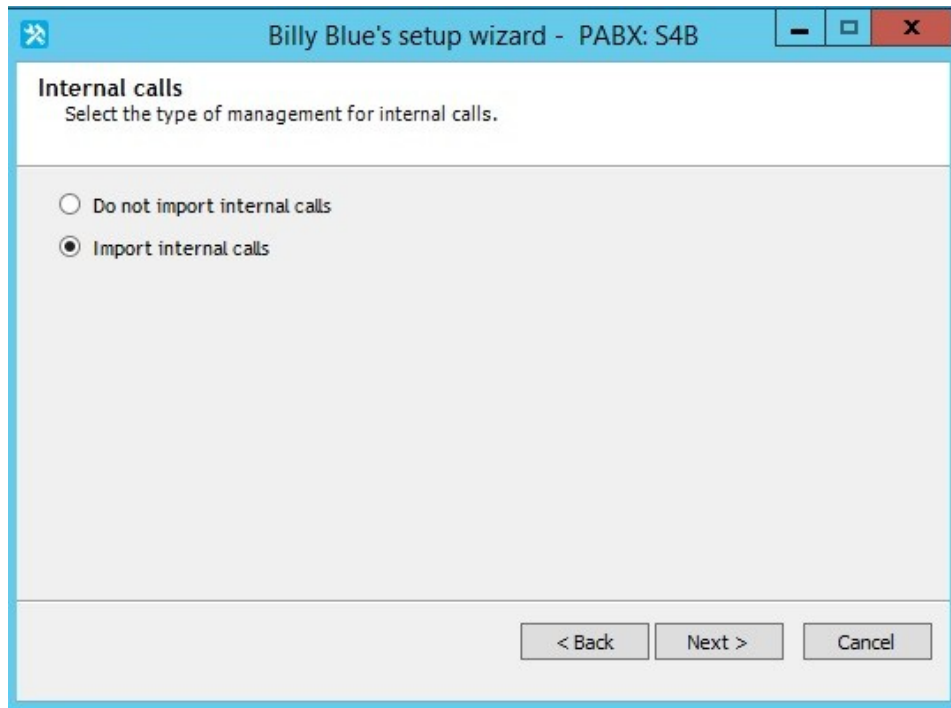 Billy Blue's setup wizard -  PABX: S4B
Internal calls
Select the type of management for internal calls.
Do not import internal calls
Import internal calls
< Back
Next >
Cancel